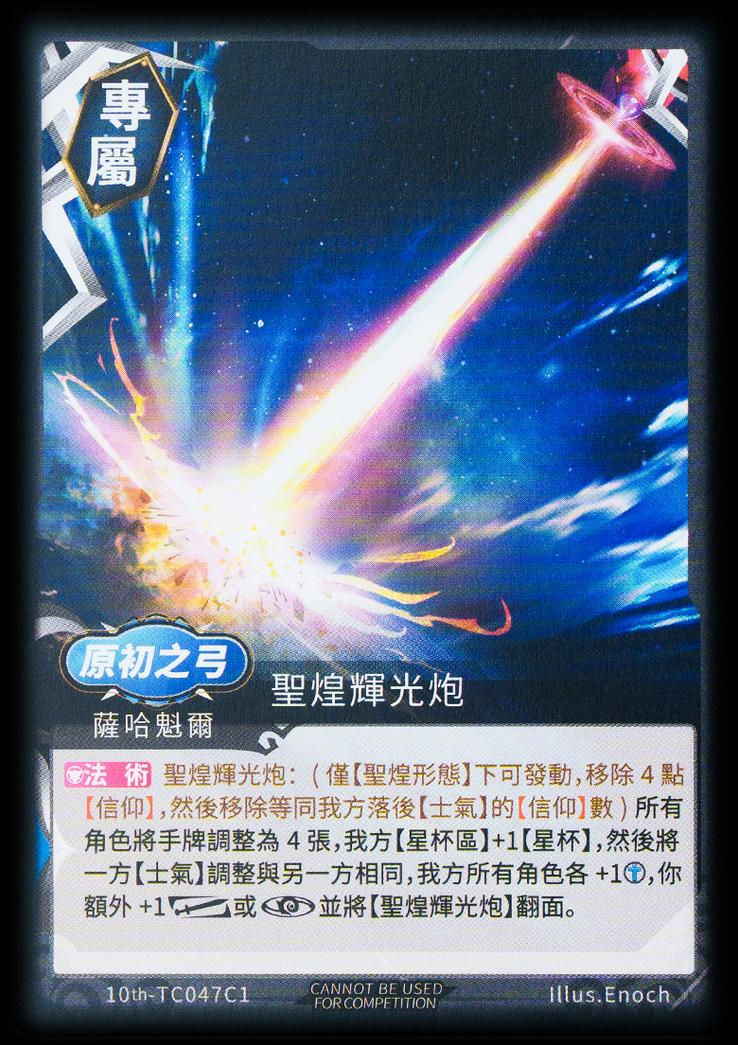 專屬
原初之弓
聖煌輝光炮
薩哈魁爾
法 術 聖煌輝光炮:(僅【聖煌形態】下可發動,移除 4 點
【信仰】,然後移除等同我方落後【士氣】的【信仰】數)所有
角色將手牌調整為 4 張,我方【星杯區】+1【星杯】,然後將
一方【士氣】調整與另一方相同,我方所有角色各 +1,你
額外 +1或並將【聖煌輝光炮】翻面。
10th-TC047C1
CANNOT BE USED
FOR COMPETITION
Illus.Enoch